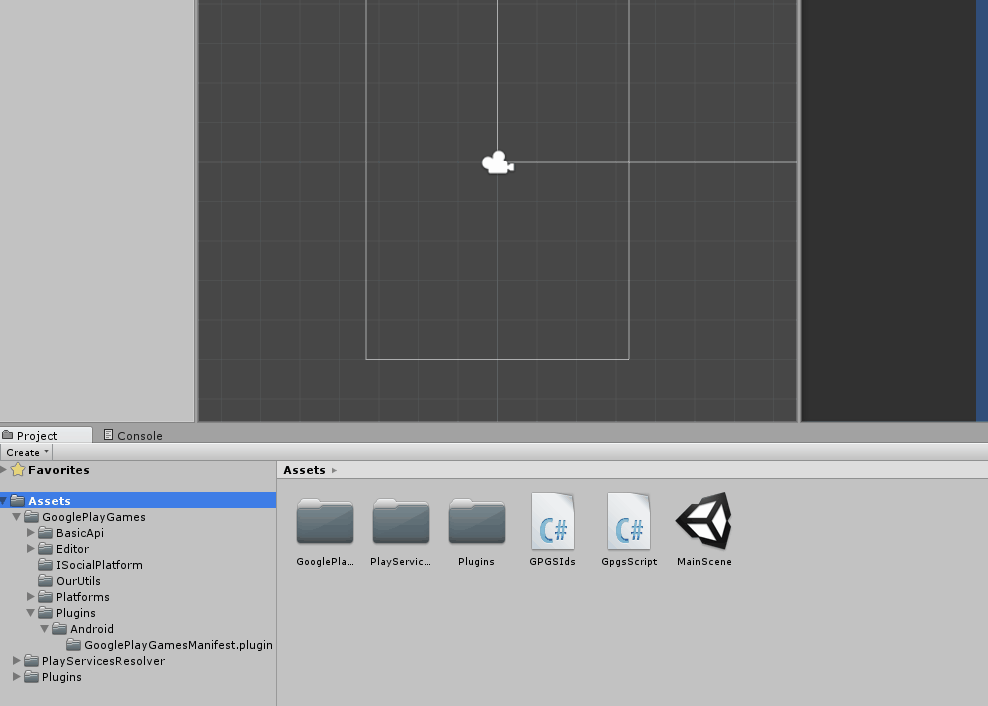 Project
Console
Create
Favorites
Assets
GooglePlayGames
BasicApi
Editor
ISocialPlatform
OurUtils
Platforms
Plugins
Android
GooglePlayGamesManifest.plugin
PlayServicesResolver
Plugins
Assets
C#
C#
GooglePla...
PlayServic...
Plugins
GPGSIds
GpgsScript
MainScene